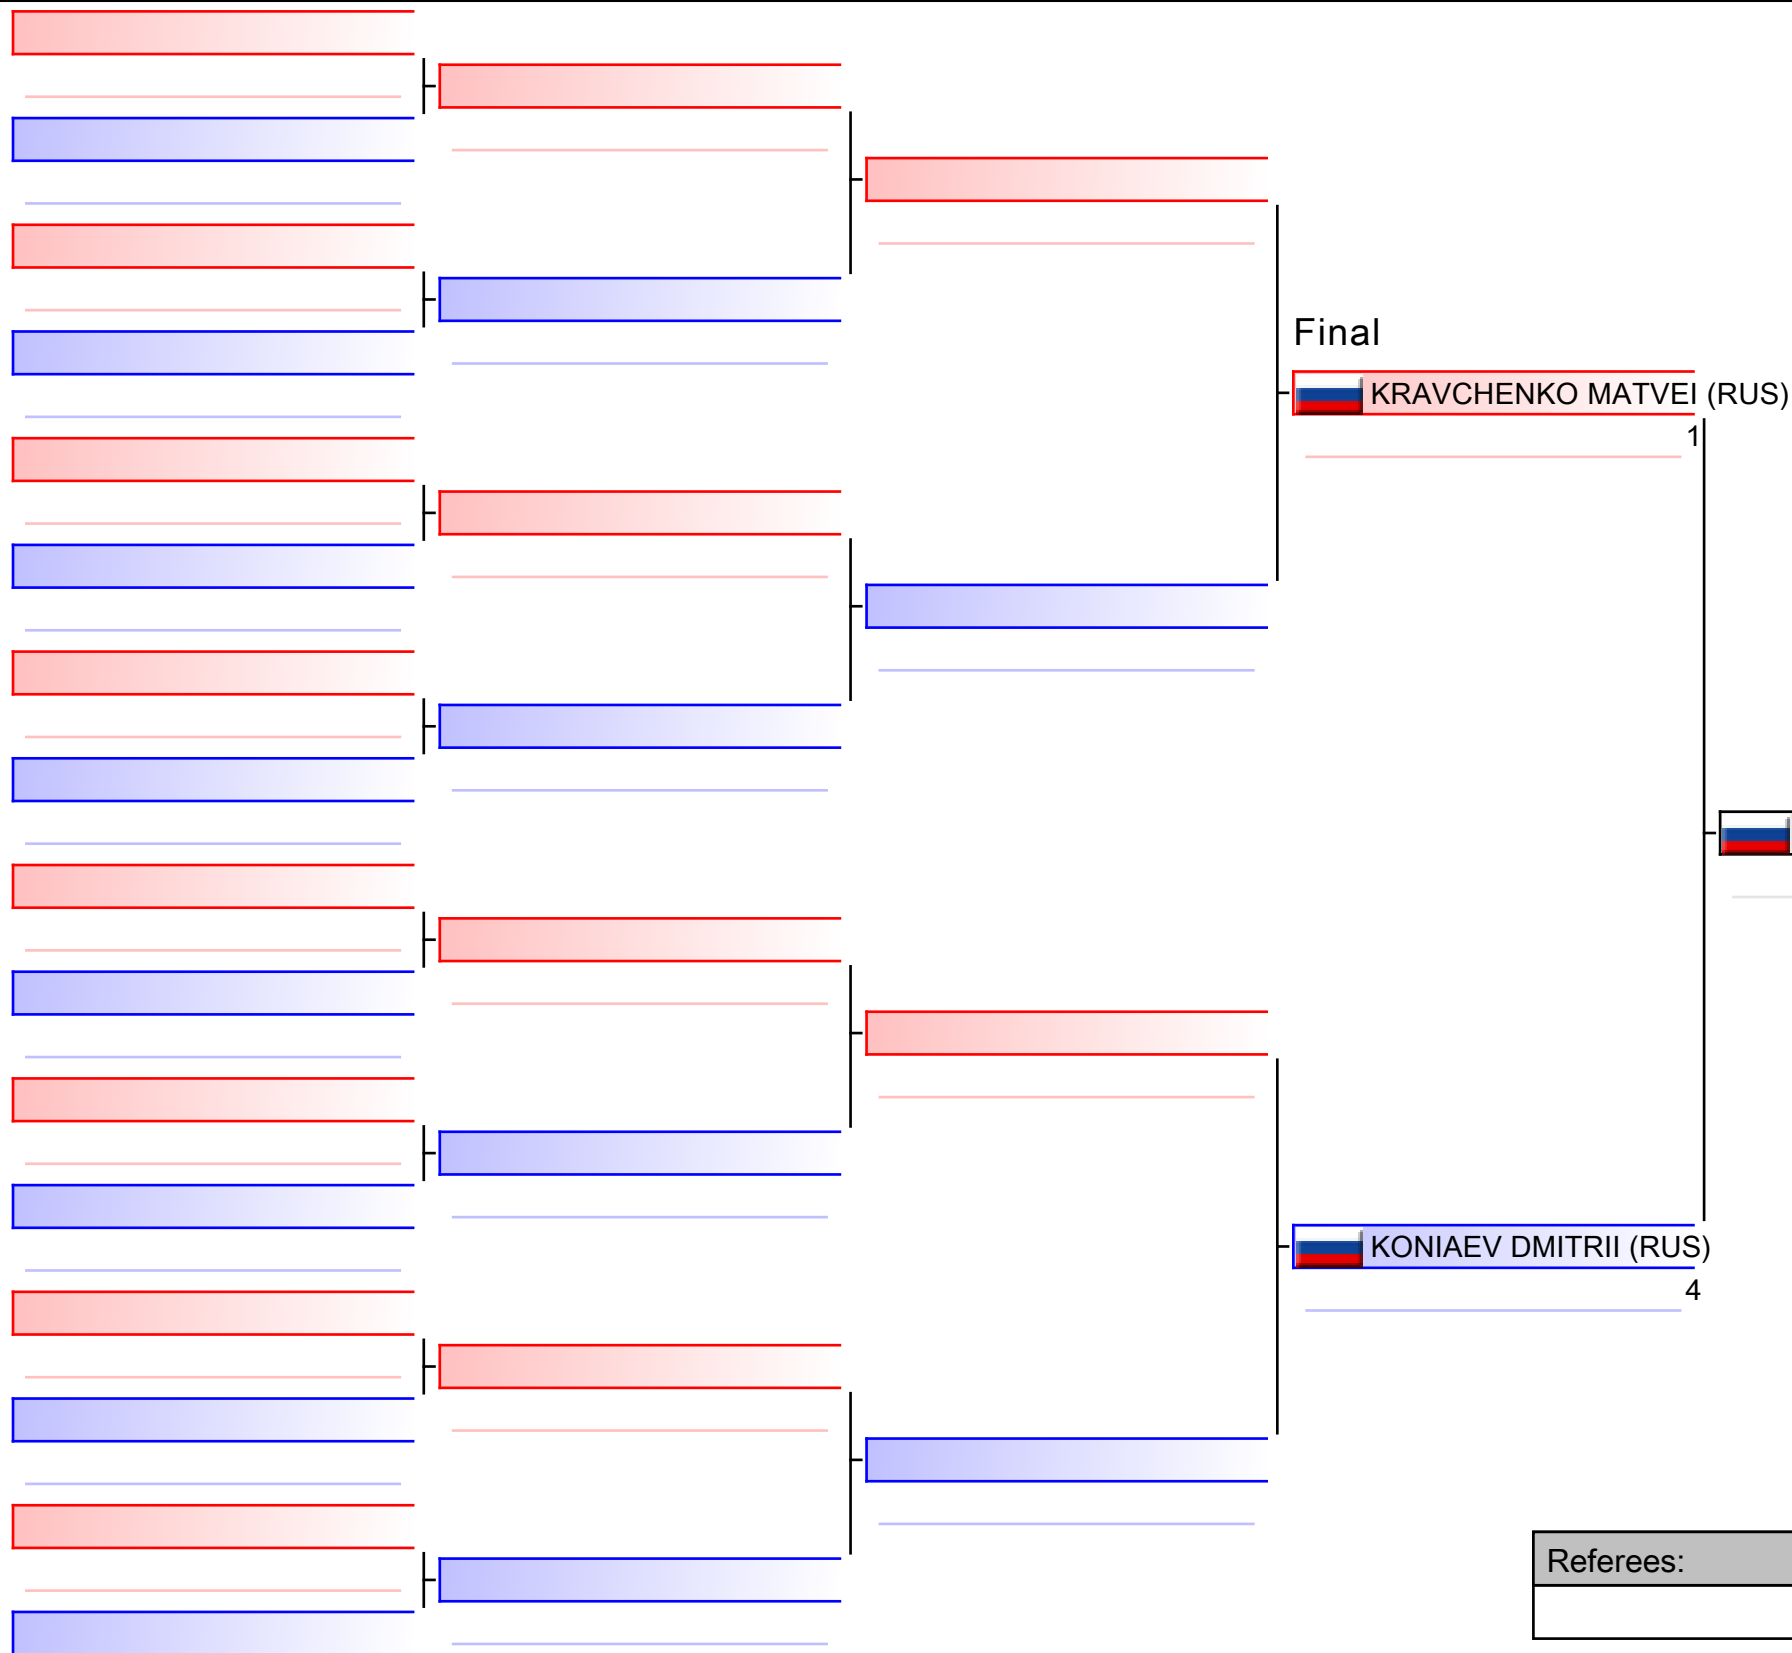 Final
KRAVCHENKO MATVEI (RUS)
1
KONIAEV DMITRII (RUS)
4
Referees: